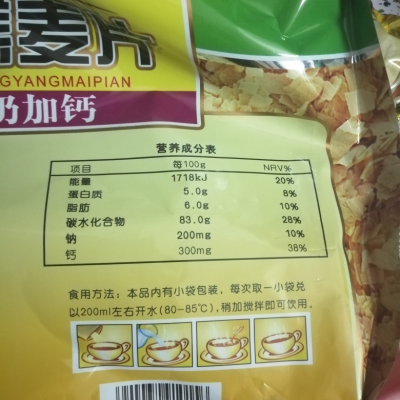 麦片
GYANGMAIPIAN
奶加钙
营养成分表
项目 每100g NRV%
能量 1718kJ 20%
蛋白质 5.0g 8%
脂肪 6.0g 10%
碳水化合物 83.0g 28%
钠 200mg 10%
钙 300mg 38%
食用方法：本品内有小袋包装，每次取一小袋兑
以200ml左右开水(80-85℃)，稍加搅拌即可饮用。